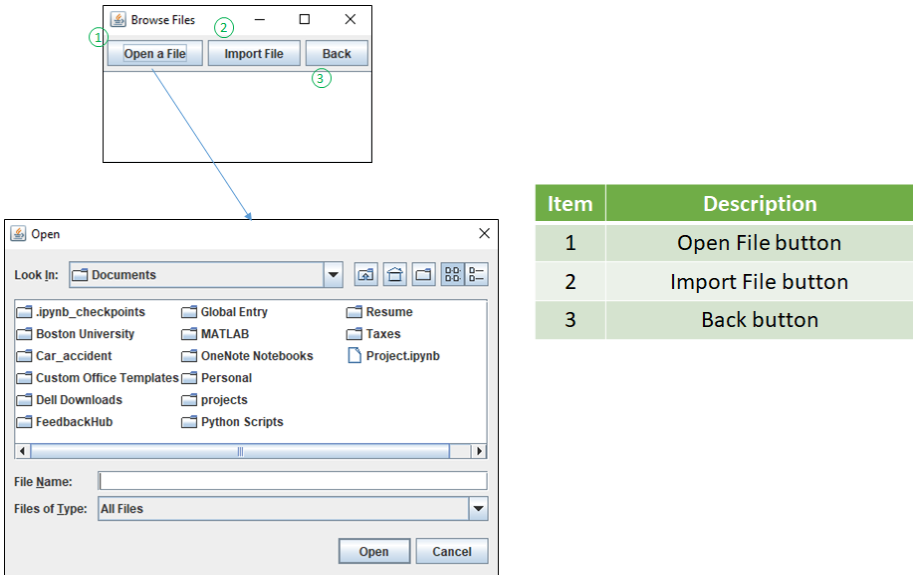 Browse Files
1
2
Open a File Import File Back
3
Open
Look In: Documents
.ipynb_checkpoints Global Entry Resume
Boston University MATLAB Taxes
Car_accident OneNote Notebooks Project.ipynb
Custom Office Templates Personal
Dell Downloads projects
FeedbackHub Python Scripts
File Name:
Files of Type: All Files
Open Cancel
Item Description
1 Open File button
2 Import File button
3 Back button